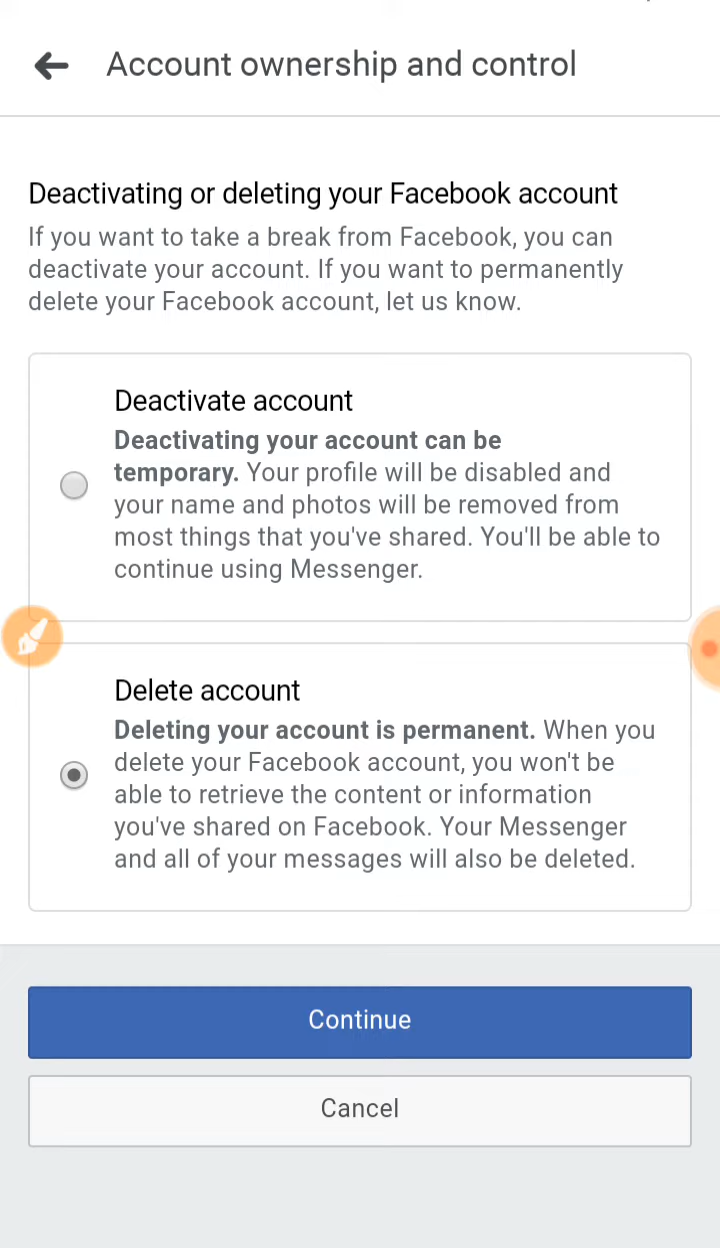 Account ownership and control
Deactivating or deleting your Facebook account
If you want to take a break from Facebook, you can
deactivate your account. If you want to permanently
delete your Facebook account, let us know.
Deactivate account
Deactivating your account can be
temporary. Your profile will be disabled and
your name and photos will be removed from
most things that you've shared. You'll be able to
continue using Messenger.
Delete account
Deleting your account is permanent. When you
delete your Facebook account, you won't be
able to retrieve the content or information
you've shared on Facebook. Your Messenger
and all of your messages will also be deleted.
Continue
Cancel